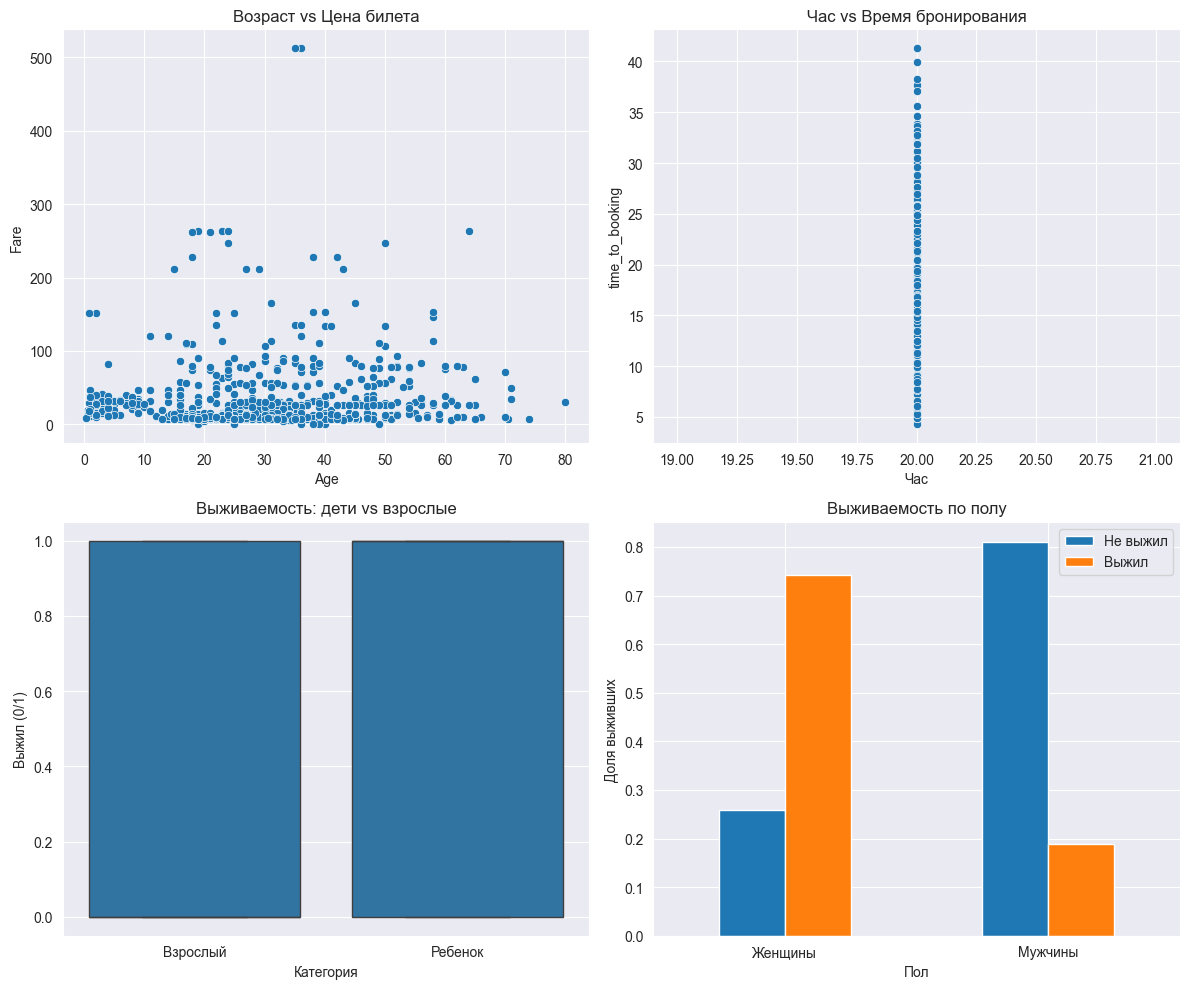 Возраст vs Цена билета
500
400
300
200
100
0
Fare
0 10 20 30 40 50 60 70 80
Age
Час vs Время бронирования
40
35
30
25
20
15
10
5
time_to_booking
19.00 19.25 19.50 19.75 20.00 20.25 20.50 20.75 21.00
Час
Выживаемость: дети vs взрослые
1.0
0.8
0.6
0.4
0.2
0.0
Выжил (0/1)
Взрослый Ребенок
Категория
Выживаемость по полу
Не выжил
Выжил
0.8
0.7
0.6
0.5
0.4
0.3
0.2
0.1
0.0
Доля выживших
Женщины Мужчины
Пол